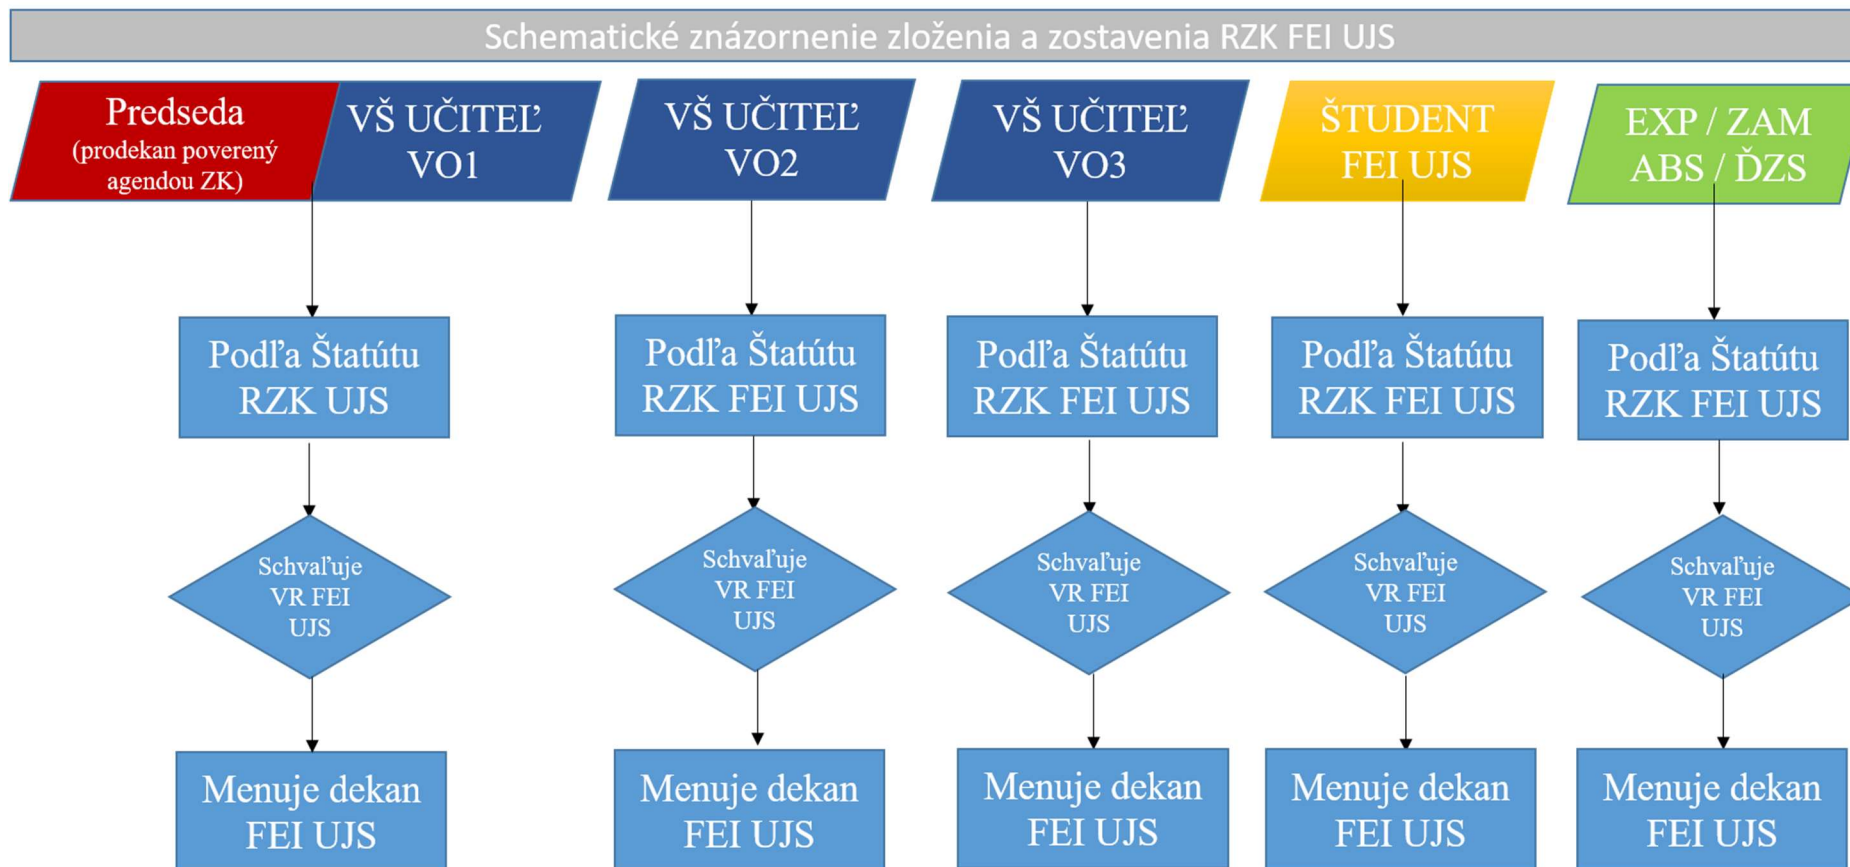 Schematické znázornenie zloženia a zostavenia RZK FEI UJS
Predseda
(prodekan poverený
agendou ZK)
VŠ UČITEĽ
VO1
VŠ UČITEĽ
VO2
VŠ UČITEĽ
VO3
ŠTUDENT
FEI UJS
EXP / ZAM
ABS / ĎZS
Podľa Štatútu
RZK UJS
Podľa Štatútu
RZK FEI UJS
Podľa Štatútu
RZK FEI UJS
Podľa Štatútu
RZK FEI UJS
Podľa Štatútu
RZK FEI UJS
Schvaľuje
VR FEI
UJS
Schvaľuje
VR FEI
UJS
Schvaľuje
VR FEI
UJS
Schvaľuje
VR FEI
UJS
Schvaľuje
VR FEI
UJS
Menuje dekan
FEI UJS
Menuje dekan
FEI UJS
Menuje dekan
FEI UJS
Menuje dekan
FEI UJS
Menuje dekan
FEI UJS